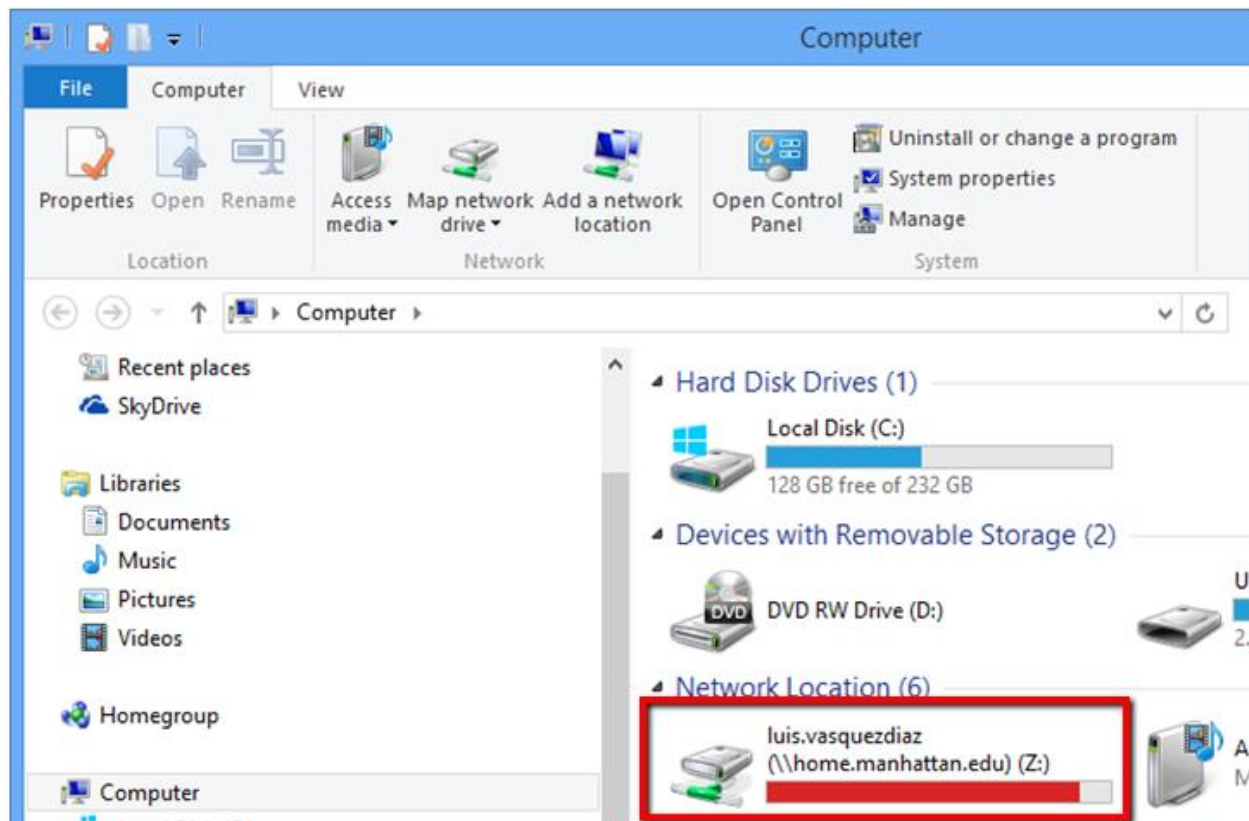 Computer
File Computer View
Properties Open Rename
Access media
Map network drive
Add a network location
Open Control Panel
Uninstall or change a program
System properties
Manage
Location Network System
Computer
Recent places
SkyDrive
Libraries
Documents
Music
Pictures
Videos
Homegroup
Computer
Hard Disk Drives (1)
Local Disk (C:)
128 GB free of 232 GB
Devices with Removable Storage (2)
DVD
DVD RW Drive (D:)
U
2.
Network Location (6)
luis.vasquezdiaz
(\\home.manhattan.edu) (Z:)
A
M